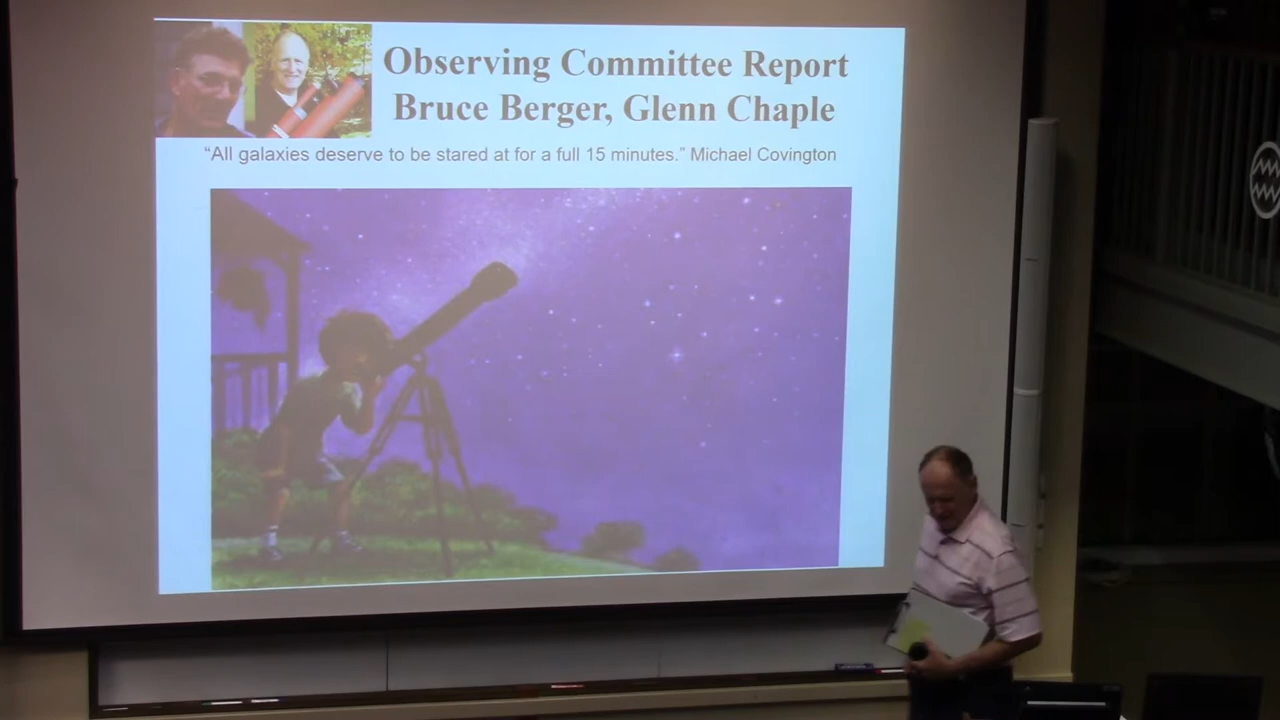 Observing Committee Report
Bruce Berger, Glenn Chaple
“All galaxies deserve to be stared at for a full 15 minutes.” Michael Covington